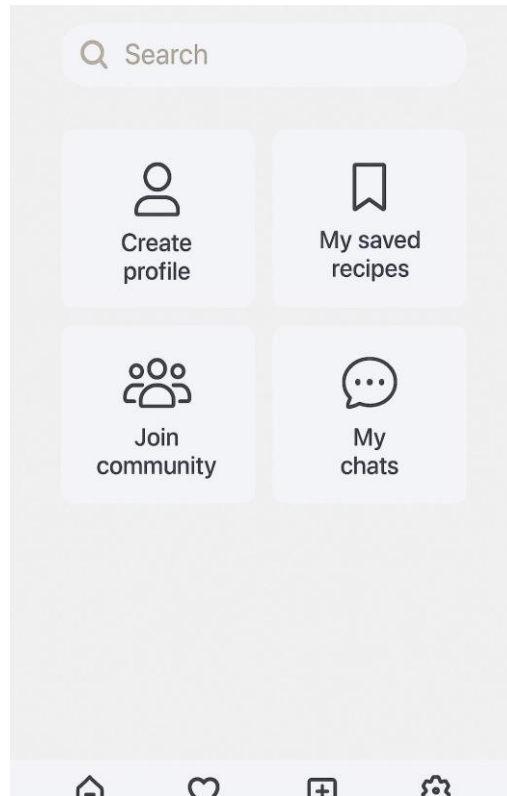 Search
Create
profile
My saved
recipes
Join
community
My
chats